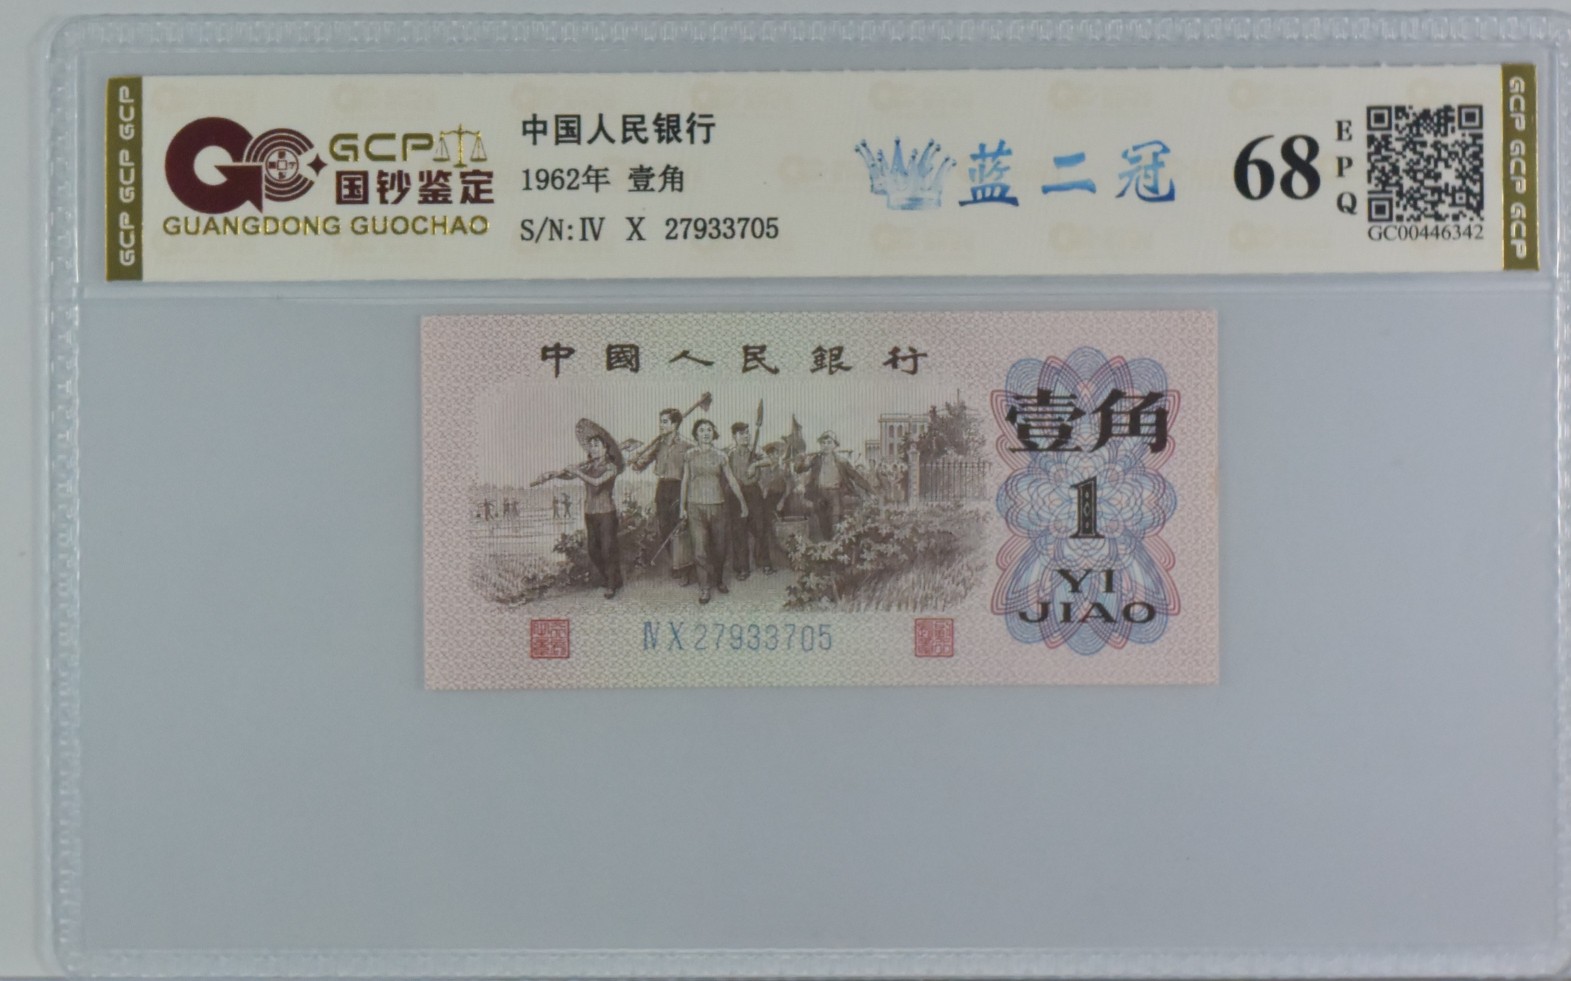 GCP GCP GCP
GCP
国钞鉴定
GUANGDONG GUOCHAO
中国人民银行
1962年 壹角
S/N:IV X 27933705
蓝二冠
68
EPQ
GC00446342
GCP GCP GCP
中國人民銀行
壹角
1
YI
JIAO
IV X 27933705